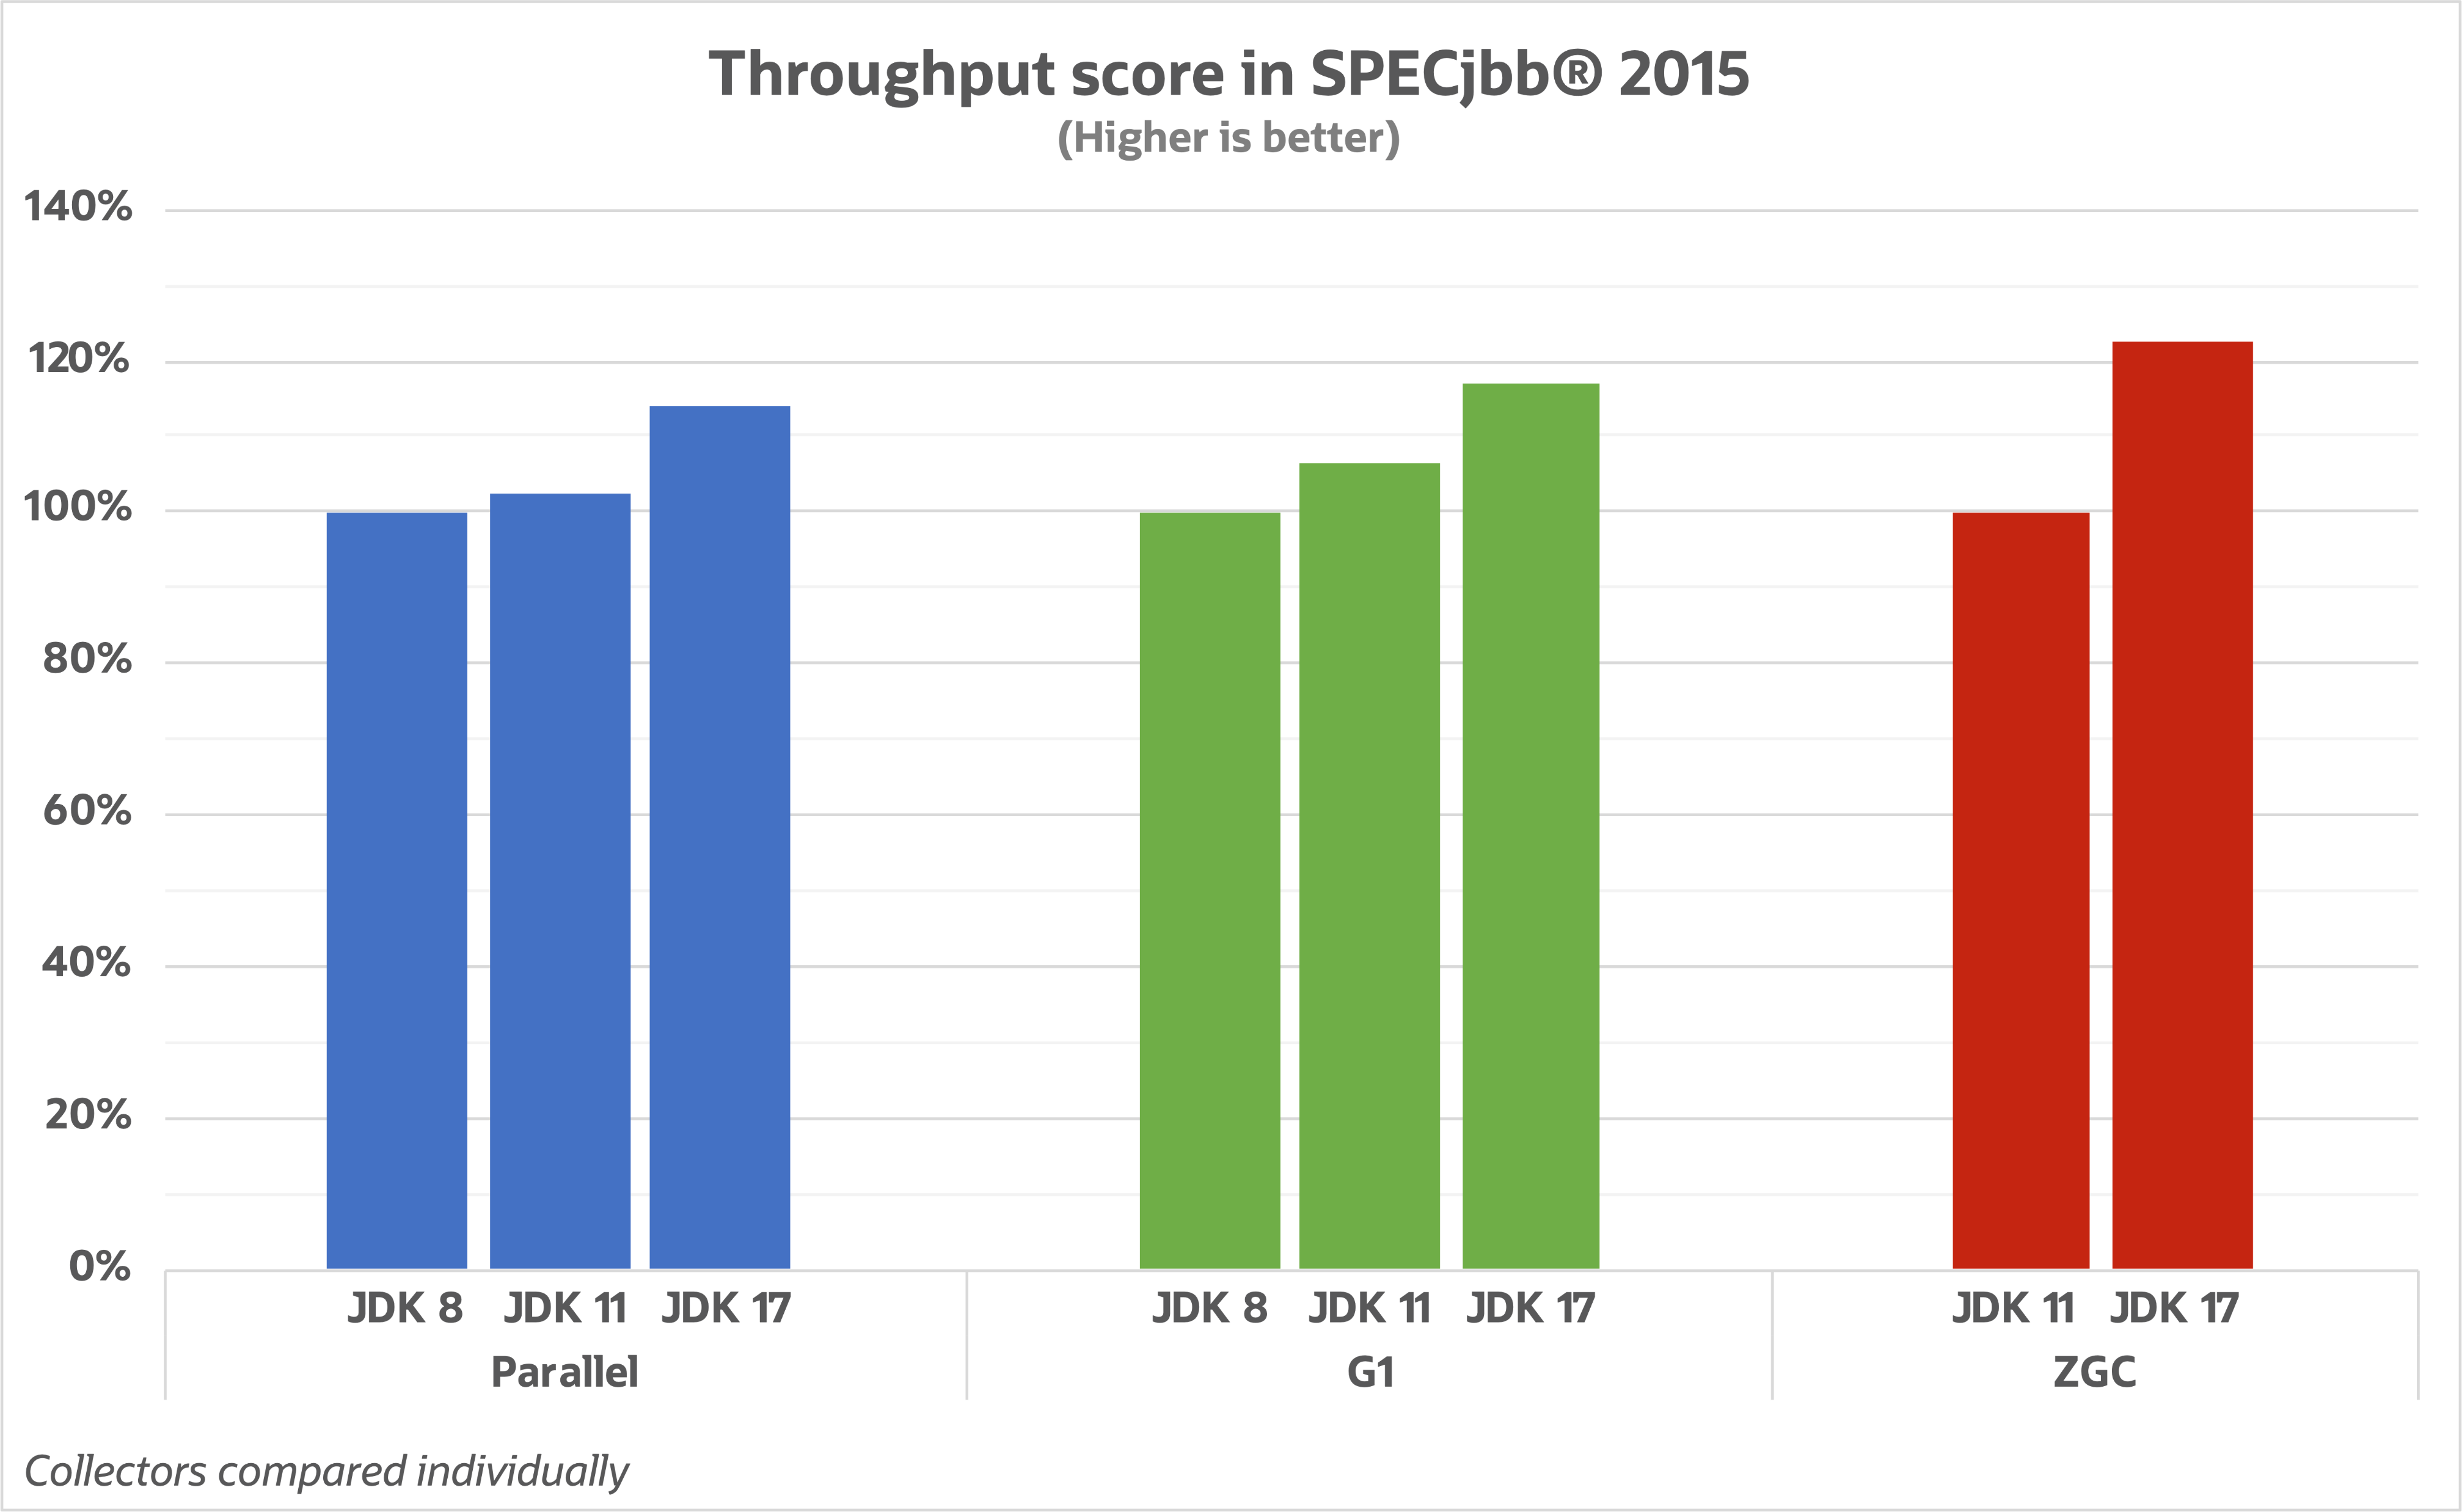 Throughput score in SPECjbb® 2015
(Higher is better)
140%
120%
100%
80%
60%
40%
20%
0%
JDK 8 JDK 11 JDK 17 JDK 8 JDK 11 JDK 17 JDK 11 JDK 17
Parallel G1 ZGC
Collectors compared individually